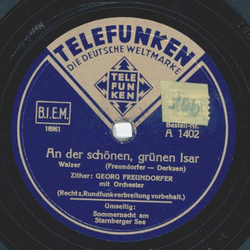 TELEFUNKEN
DIE DEUTSCHE WELTMARKE
TELE
FUN
KEN
B.I.E.M.
18961
Bestell-Nr.
A 1402
An der schönen, grünen Isar
Walzer (Freundorfer — Derksen)
Zither: GEORG FREUNDORFER
mit Orchester
(Recht z. Rundfunkverbreitung vorbehalt.)
Umseitig:
Sommernacht am
Starnberger See